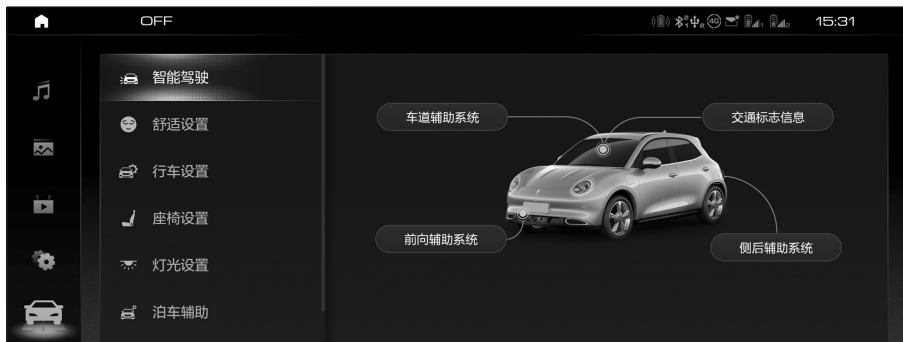 OFF
4G
15:31
智能驾驶
舒适设置
行车设置
座椅设置
灯光设置
泊车辅助
车道辅助系统
交通标志信息
前向辅助系统
侧后辅助系统